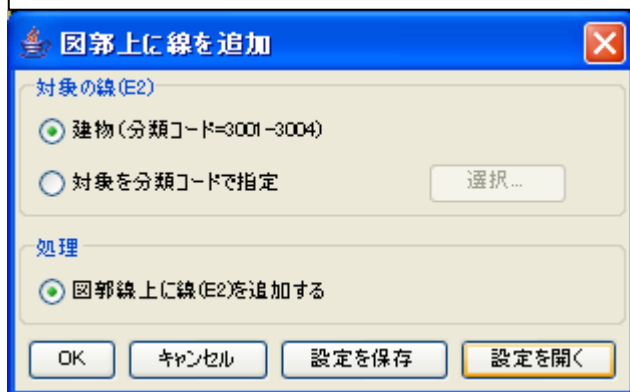 図郭上に線を追加
対象の線(E2)
建物(分類コード=3001-3004)
対象を分類コードで指定
選択...
処理
図郭線上に線(E2)を追加する
OK
キャンセル
設定を保存
設定を開く